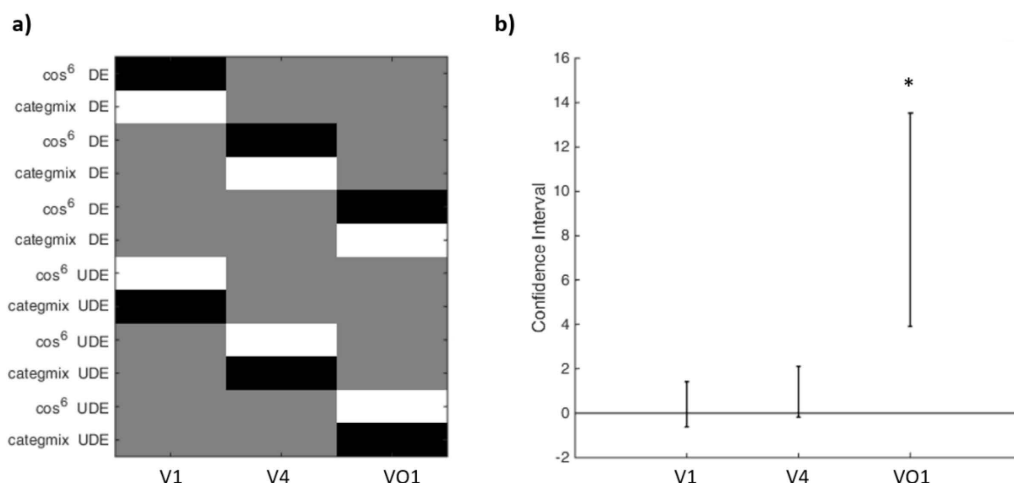 a)
cos⁶ DE
categmix DE
cos⁶ DE
categmix DE
cos⁶ DE
categmix DE
cos⁶ UDE
categmix UDE
cos⁶ UDE
categmix UDE
cos⁶ UDE
categmix UDE
V1 V4 VO1
b)
Confidence Interval
16
14
12
10
8
6
4
2
0
-2
*
V1 V4 VO1